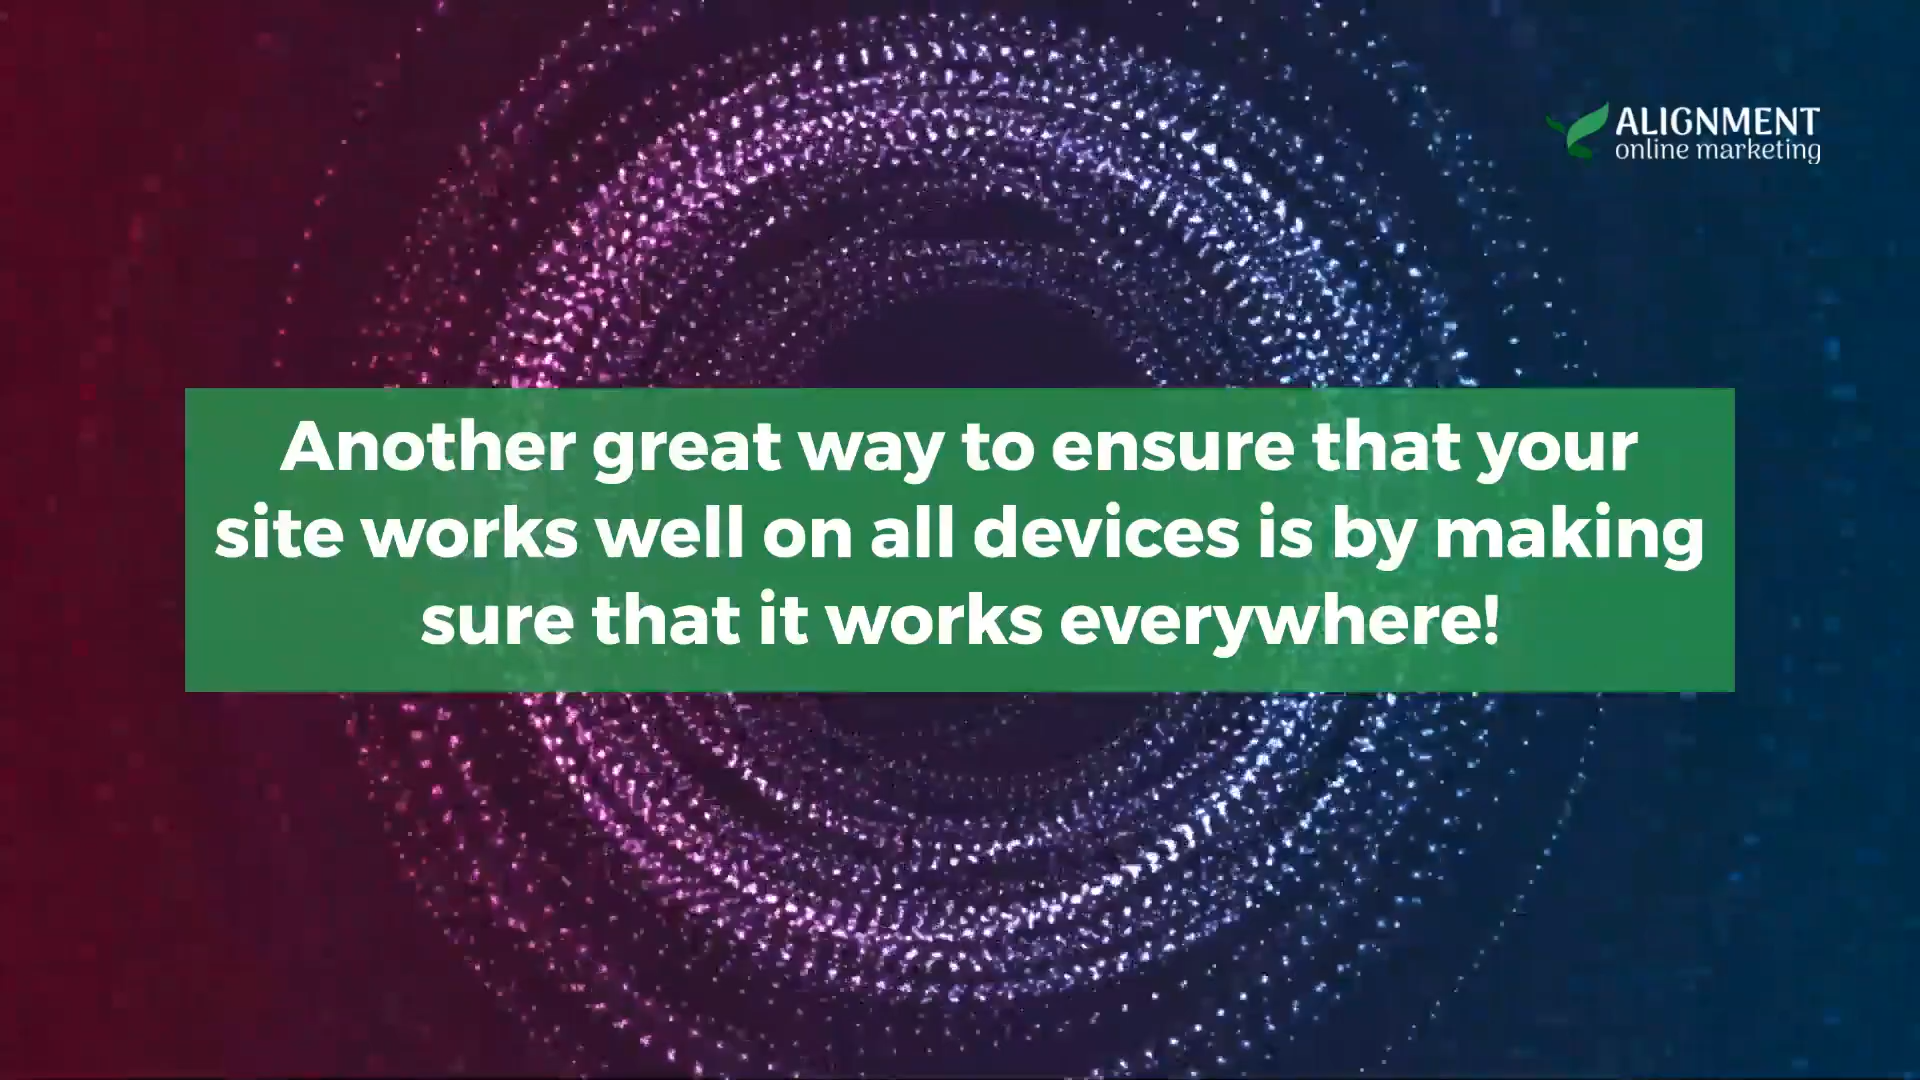 ALIGNMENT
online marketing
Another great way to ensure that your
site works well on all devices is by making
sure that it works everywhere!